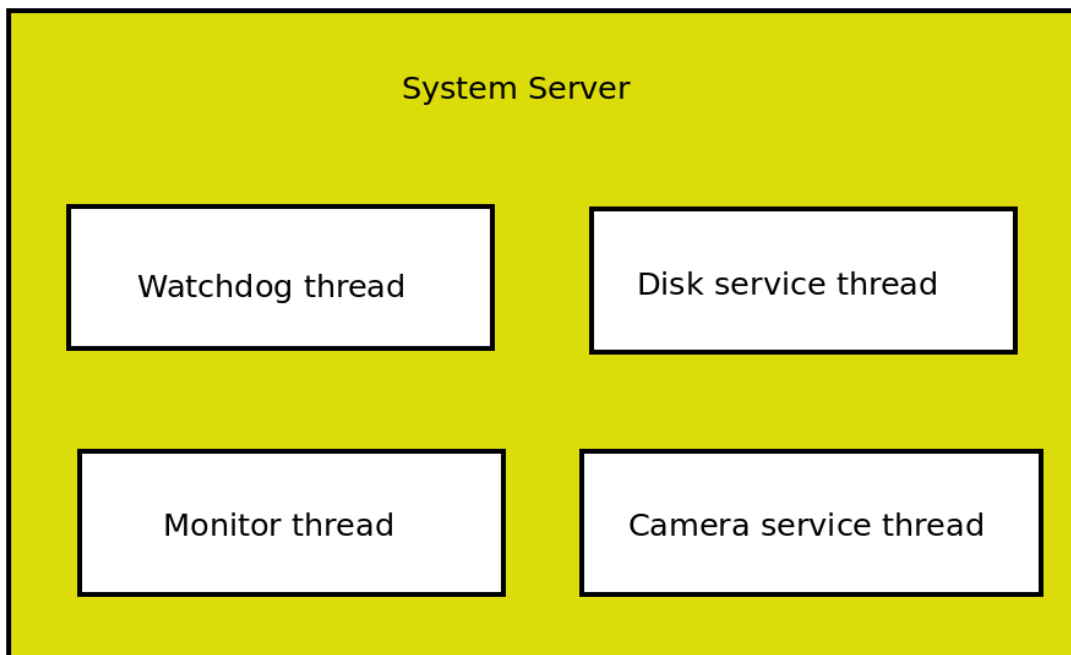 System Server
Watchdog thread
Disk service thread
Monitor thread
Camera service thread